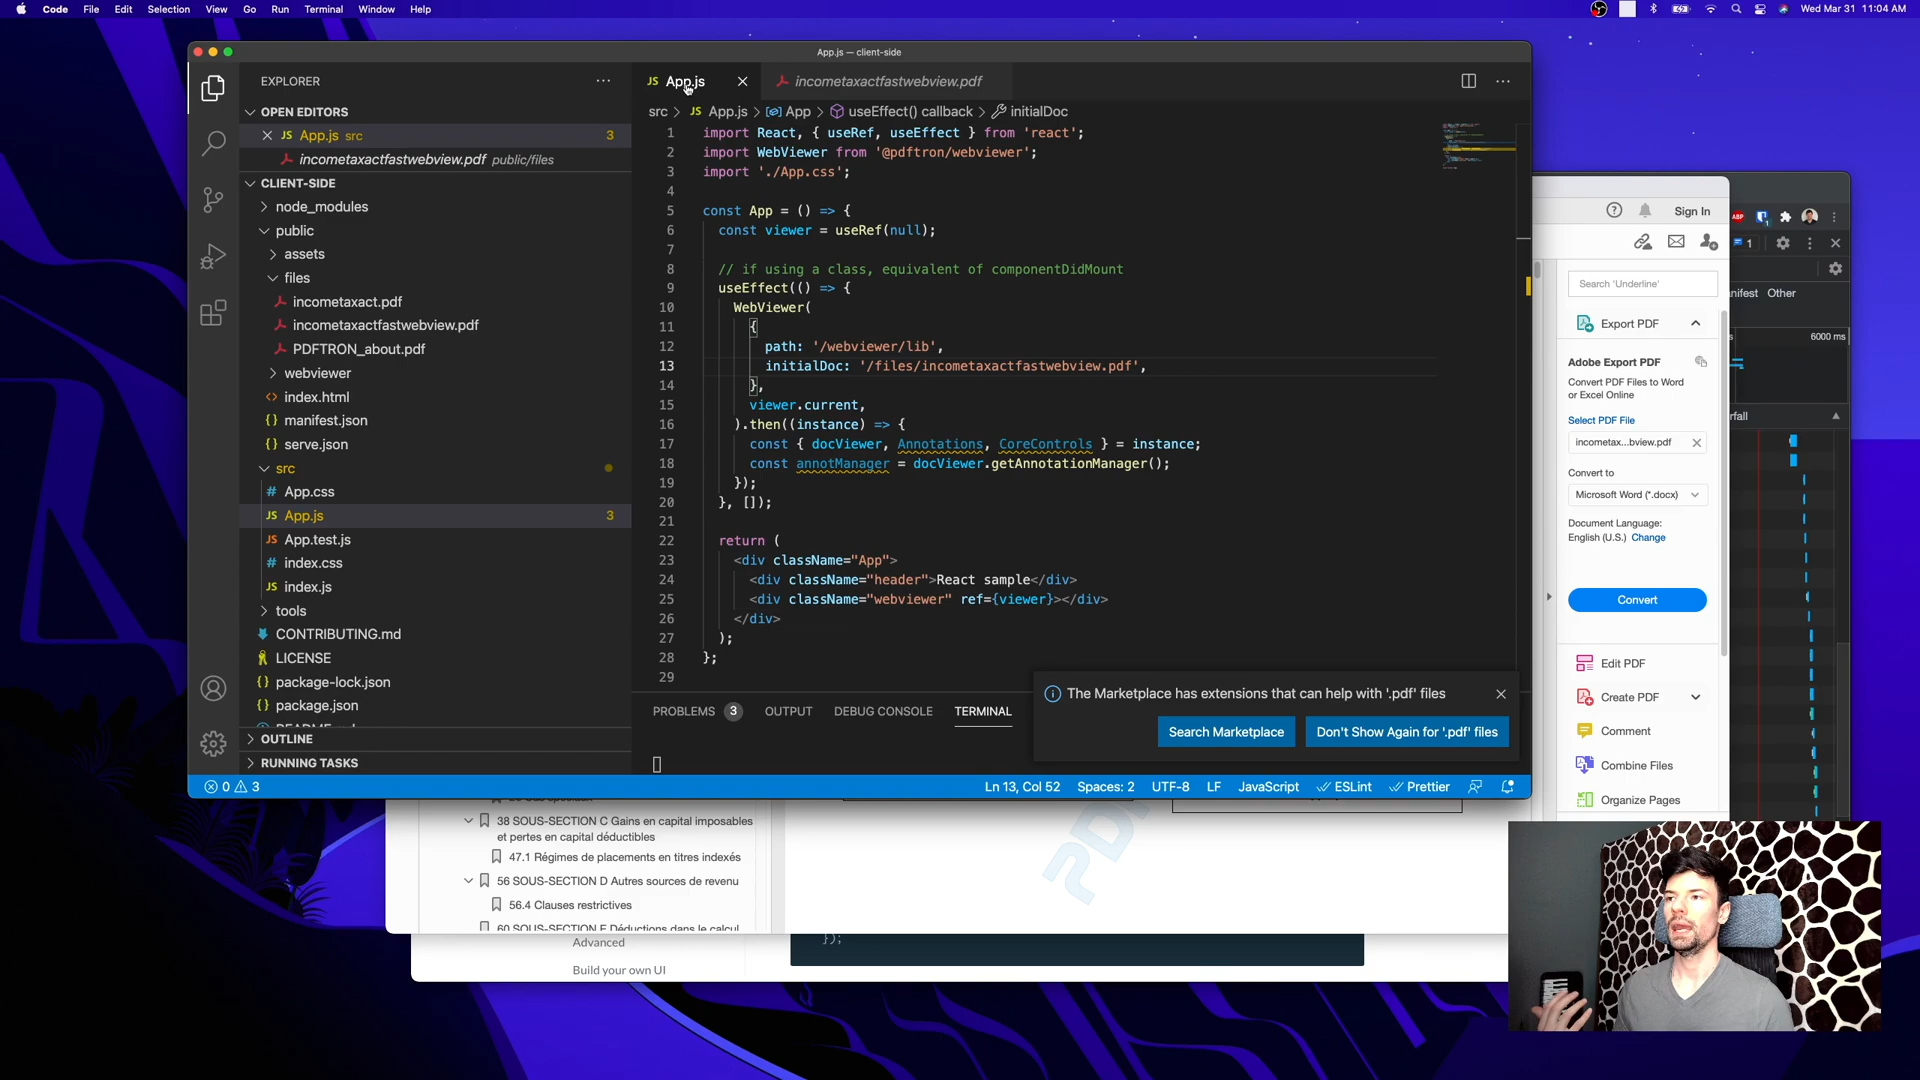 Code File Edit Selection View Go Run Terminal Window Help
Wed Mar 31 11:04 AM
App.js — client-side
EXPLORER
OPEN EDITORS
App.js src 3
incometaxactfastwebview.pdf public/files
CLIENT-SIDE
node_modules
public
assets
files
incometaxact.pdf
incometaxactfastwebview.pdf
PDFTRON_about.pdf
webviewer
index.html
manifest.json
serve.json
src
App.css
App.js 3
App.test.js
index.css
index.js
tools
CONTRIBUTING.md
LICENSE
package-lock.json
package.json
OUTLINE
RUNNING TASKS
App.js
incometaxactfastwebview.pdf
src > App.js > App > useEffect() callback > initialDoc
1 import React, { useRef, useEffect } from 'react';
2 import WebViewer from '@pdftron/webviewer';
3 import './App.css';
4
5 const App = () => {
6 const viewer = useRef(null);
7
8 // if using a class, equivalent of componentDidMount
9 useEffect(() => {
10 WebViewer(
11 {
12 path: '/webviewer/lib',
13 initialDoc: '/files/incometaxactfastwebview.pdf',
14 },
15 viewer.current,
16 ).then((instance) => {
17 const { docViewer, Annotations, CoreControls } = instance;
18 const annotManager = docViewer.getAnnotationManager();
19 });
20 }, []);
21
22 return (
23 <div className="App">
24 <div className="header">React sample</div>
25 <div className="webviewer" ref={viewer}></div>
26 </div>
27 );
28 };
29
PROBLEMS 3 OUTPUT DEBUG CONSOLE TERMINAL
The Marketplace has extensions that can help with '.pdf' files
Search Marketplace
Don't Show Again for '.pdf' files
0 3
Ln 13, Col 52 Spaces: 2 UTF-8 LF JavaScript ESLint Prettier
Sign In
ABP
1
Search 'Underline'
nifest Other
Export PDF
6000 ms
Adobe Export PDF
Convert PDF Files to Word
or Excel Online
Select PDF File
rfall
incometax...bview.pdf
Convert to
Microsoft Word (*.docx)
Document Language:
English (U.S.) Change
Convert
Edit PDF
Create PDF
Comment
Combine Files
Organize Pages
38 SOUS-SECTION C Gains en capital imposables
et pertes en capital déductibles
47.1 Régimes de placements en titres indexés
56 SOUS-SECTION D Autres sources de revenu
56.4 Clauses restrictives
60 SOUS-SECTION E Déductions dans le calcul
PD
Advanced
});
Build your own UI